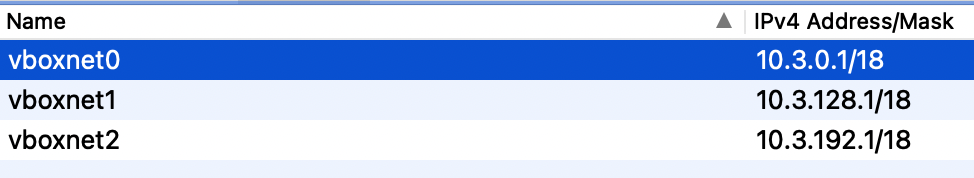 Name ▲ IPv4 Address/Mask
vboxnet0 10.3.0.1/18
vboxnet1 10.3.128.1/18
vboxnet2 10.3.192.1/18